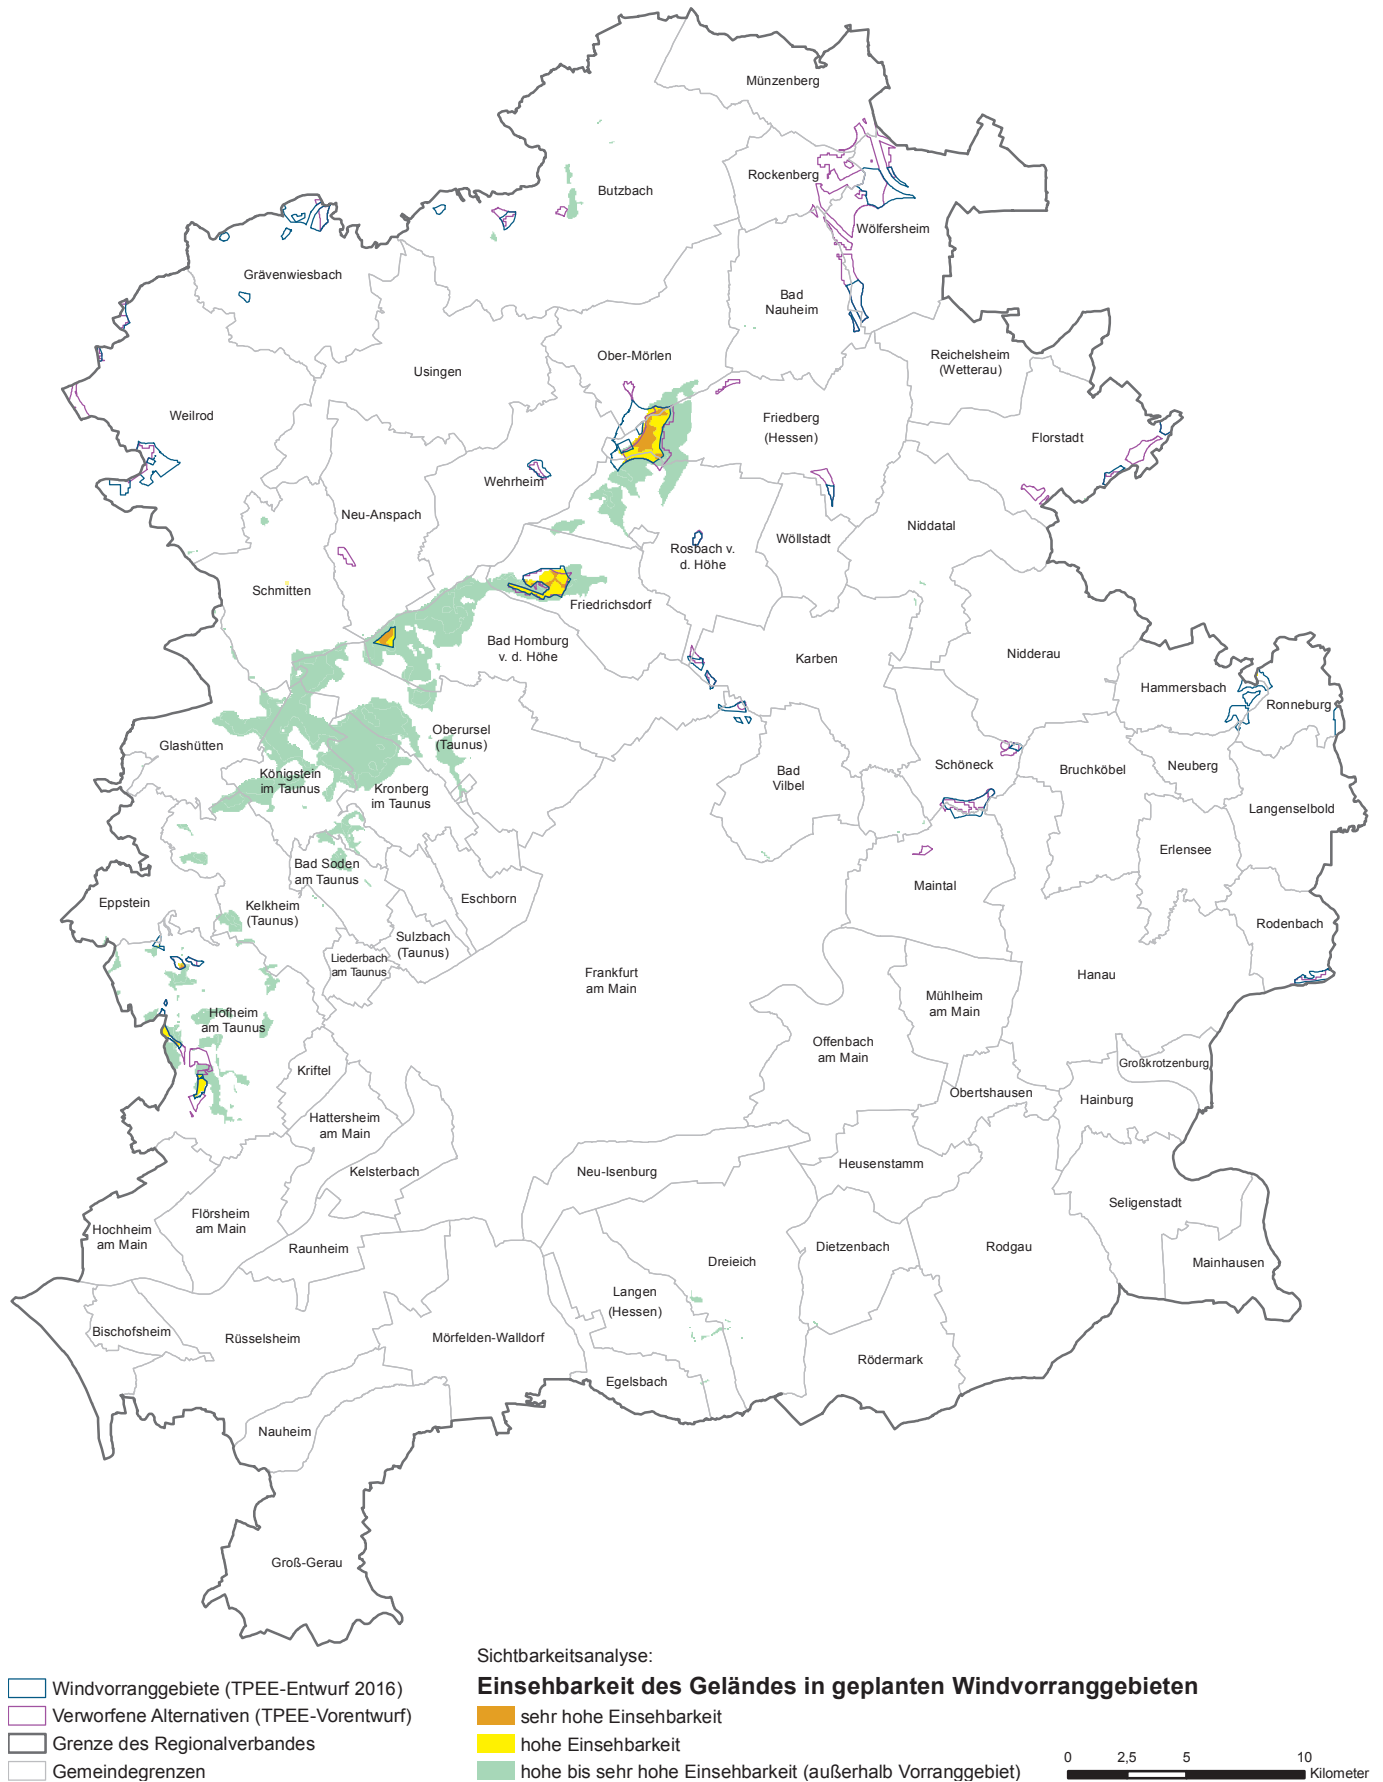 Münzenberg
Butzbach
Rockenberg
Wölfersheim
Grävenwiesbach
Bad
Nauheim
Ober-Mörlen
Reichelsheim
(Wetterau)
Usingen
Weilrod
Friedberg
(Hessen)
Florstadt
Wehrheim
Neu-Anspach
Niddatal
Rosbach v.
d. Höhe
Wöllstadt
Schmitten
Friedrichsdorf
Bad Homburg
v. d. Höhe
Karben
Nidderau
Hammersbach
Ronneburg
Glashütten
Oberursel
(Taunus)
Königstein
im Taunus
Kronberg
im Taunus
Bad
Vilbel
Schöneck
Bruchköbel
Neuberg
Langenselbold
Erlensee
Bad Soden
am Taunus
Maintal
Eppstein
Kelkheim
(Taunus)
Eschborn
Rodenbach
Sulzbach
(Taunus)
Liederbach
am Taunus
Frankfurt
am Main
Hanau
Mühlheim
am Main
Hofheim
am Taunus
Offenbach
am Main
Kriftel
Großkrotzenburg
Obertshausen
Hainburg
Hattersheim
am Main
Kelsterbach
Neu-Isenburg
Heusenstamm
Seligenstadt
Flörsheim
am Main
Hochheim
am Main
Raunheim
Dreieich
Dietzenbach
Rodgau
Mainhausen
Langen
(Hessen)
Bischofsheim
Rüsselsheim
Mörfelden-Walldorf
Rödermark
Egelsbach
Nauheim
Groß-Gerau
Windvorranggebiete (TPEE-Entwurf 2016)
Verworfene Alternativen (TPEE-Vorentwurf)
Grenze des Regionalverbandes
Gemeindegrenzen
Sichtbarkeitsanalyse:
Einsehbarkeit des Geländes in geplanten Windvorranggebieten
sehr hohe Einsehbarkeit
hohe Einsehbarkeit
hohe bis sehr hohe Einsehbarkeit (außerhalb Vorranggebiet)
0 2,5 5 10
Kilometer